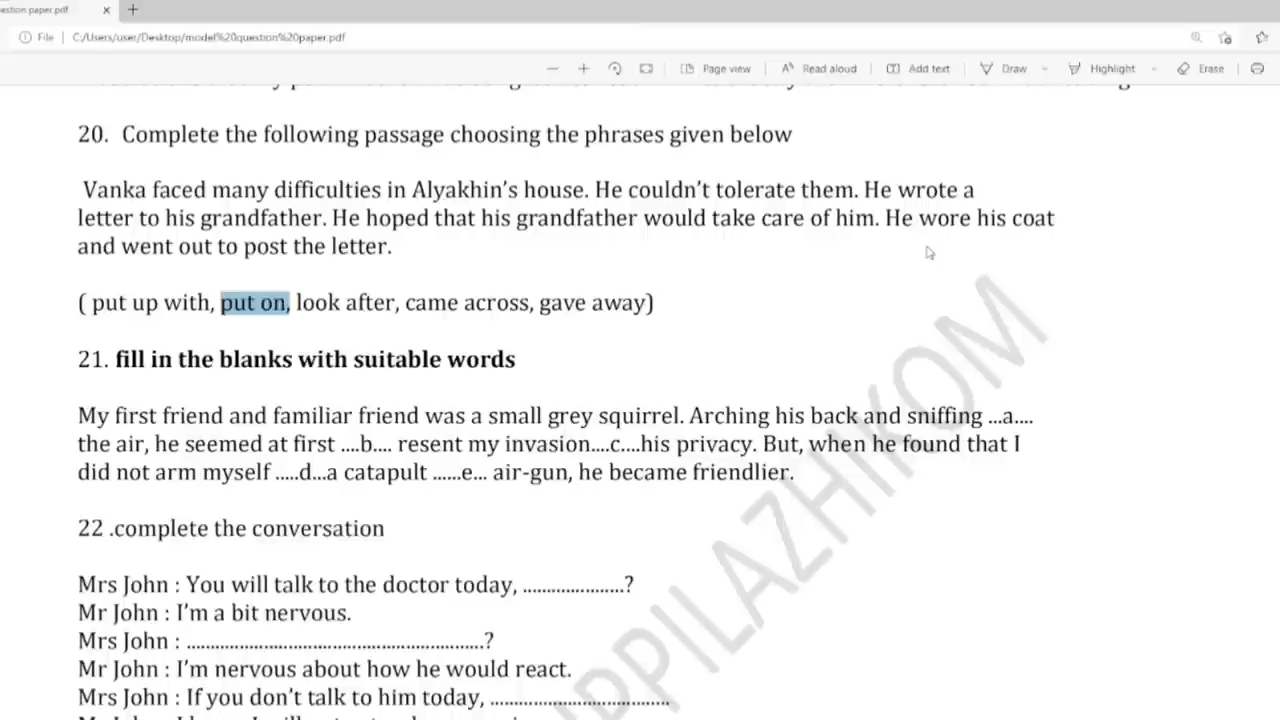 estion paper.pdf
File C:/Users/user/Desktop/model%20question%20paper.pdf
Page view Read aloud Add text Draw Highlight Erase
20. Complete the following passage choosing the phrases given below
Vanka faced many difficulties in Alyakhin's house. He couldn't tolerate them. He wrote a
letter to his grandfather. He hoped that his grandfather would take care of him. He wore his coat
and went out to post the letter.
( put up with, put on, look after, came across, gave away)
21. fill in the blanks with suitable words
My first friend and familiar friend was a small grey squirrel. Arching his back and sniffing ...a....
the air, he seemed at first ....b.... resent my invasion....c....his privacy. But, when he found that I
did not arm myself .....d...a catapult ......e... air-gun, he became friendlier.
22 .complete the conversation
Mrs John : You will talk to the doctor today, .....................?
Mr John : I'm a bit nervous.
Mrs John : ...............................................................?
Mr John : I'm nervous about how he would react.
Mrs John : If you don't talk to him today, ......................................
PPILAZHIKOM